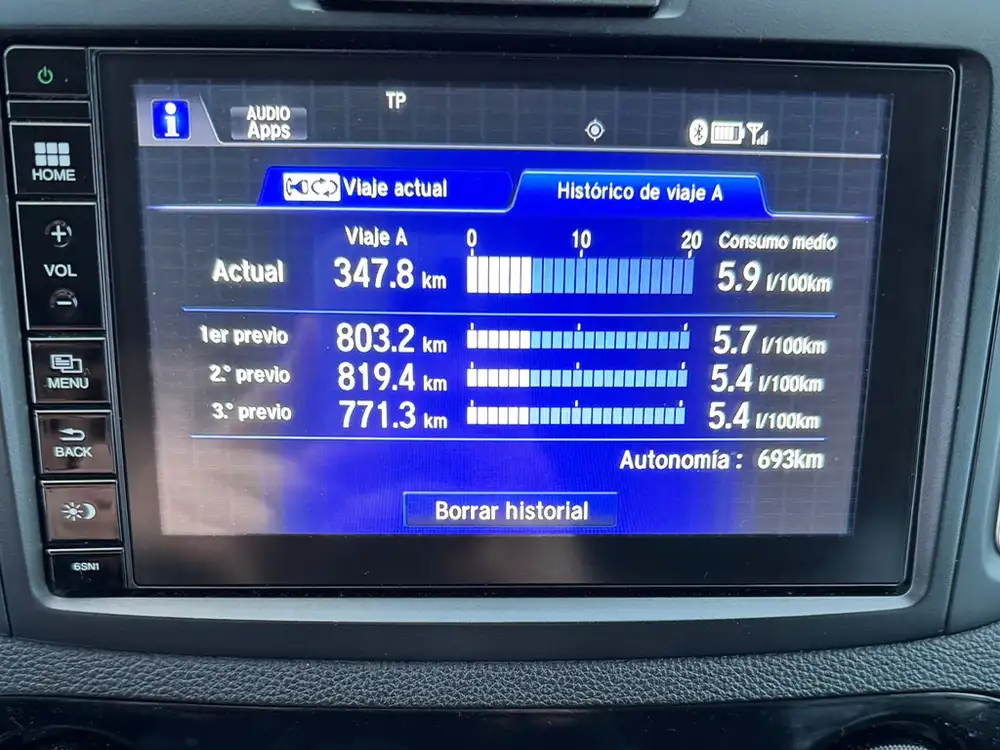 TP
AUDIO
Apps
HOME
VOL
MENU
BACK
6SN1
Viaje actual
Histórico de viaje A
Viaje A 0 10 20 Consumo medio
Actual 347.8 km 5.9 l/100km
1er previo 803.2 km 5.7 l/100km
2.° previo 819.4 km 5.4 l/100km
3.° previo 771.3 km 5.4 l/100km
Autonomía : 693km
Borrar historial